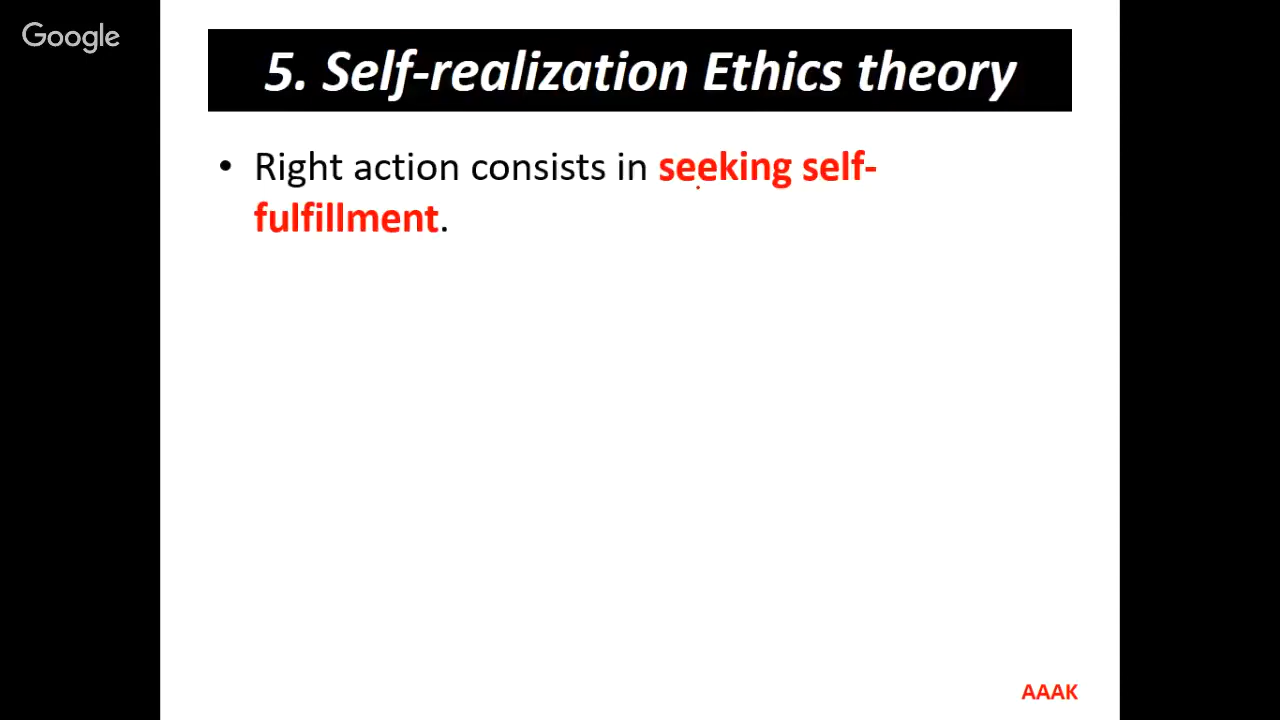 Google
5. Self-realization Ethics theory
• Right action consists in seeking self-
fulfillment.
AAAK